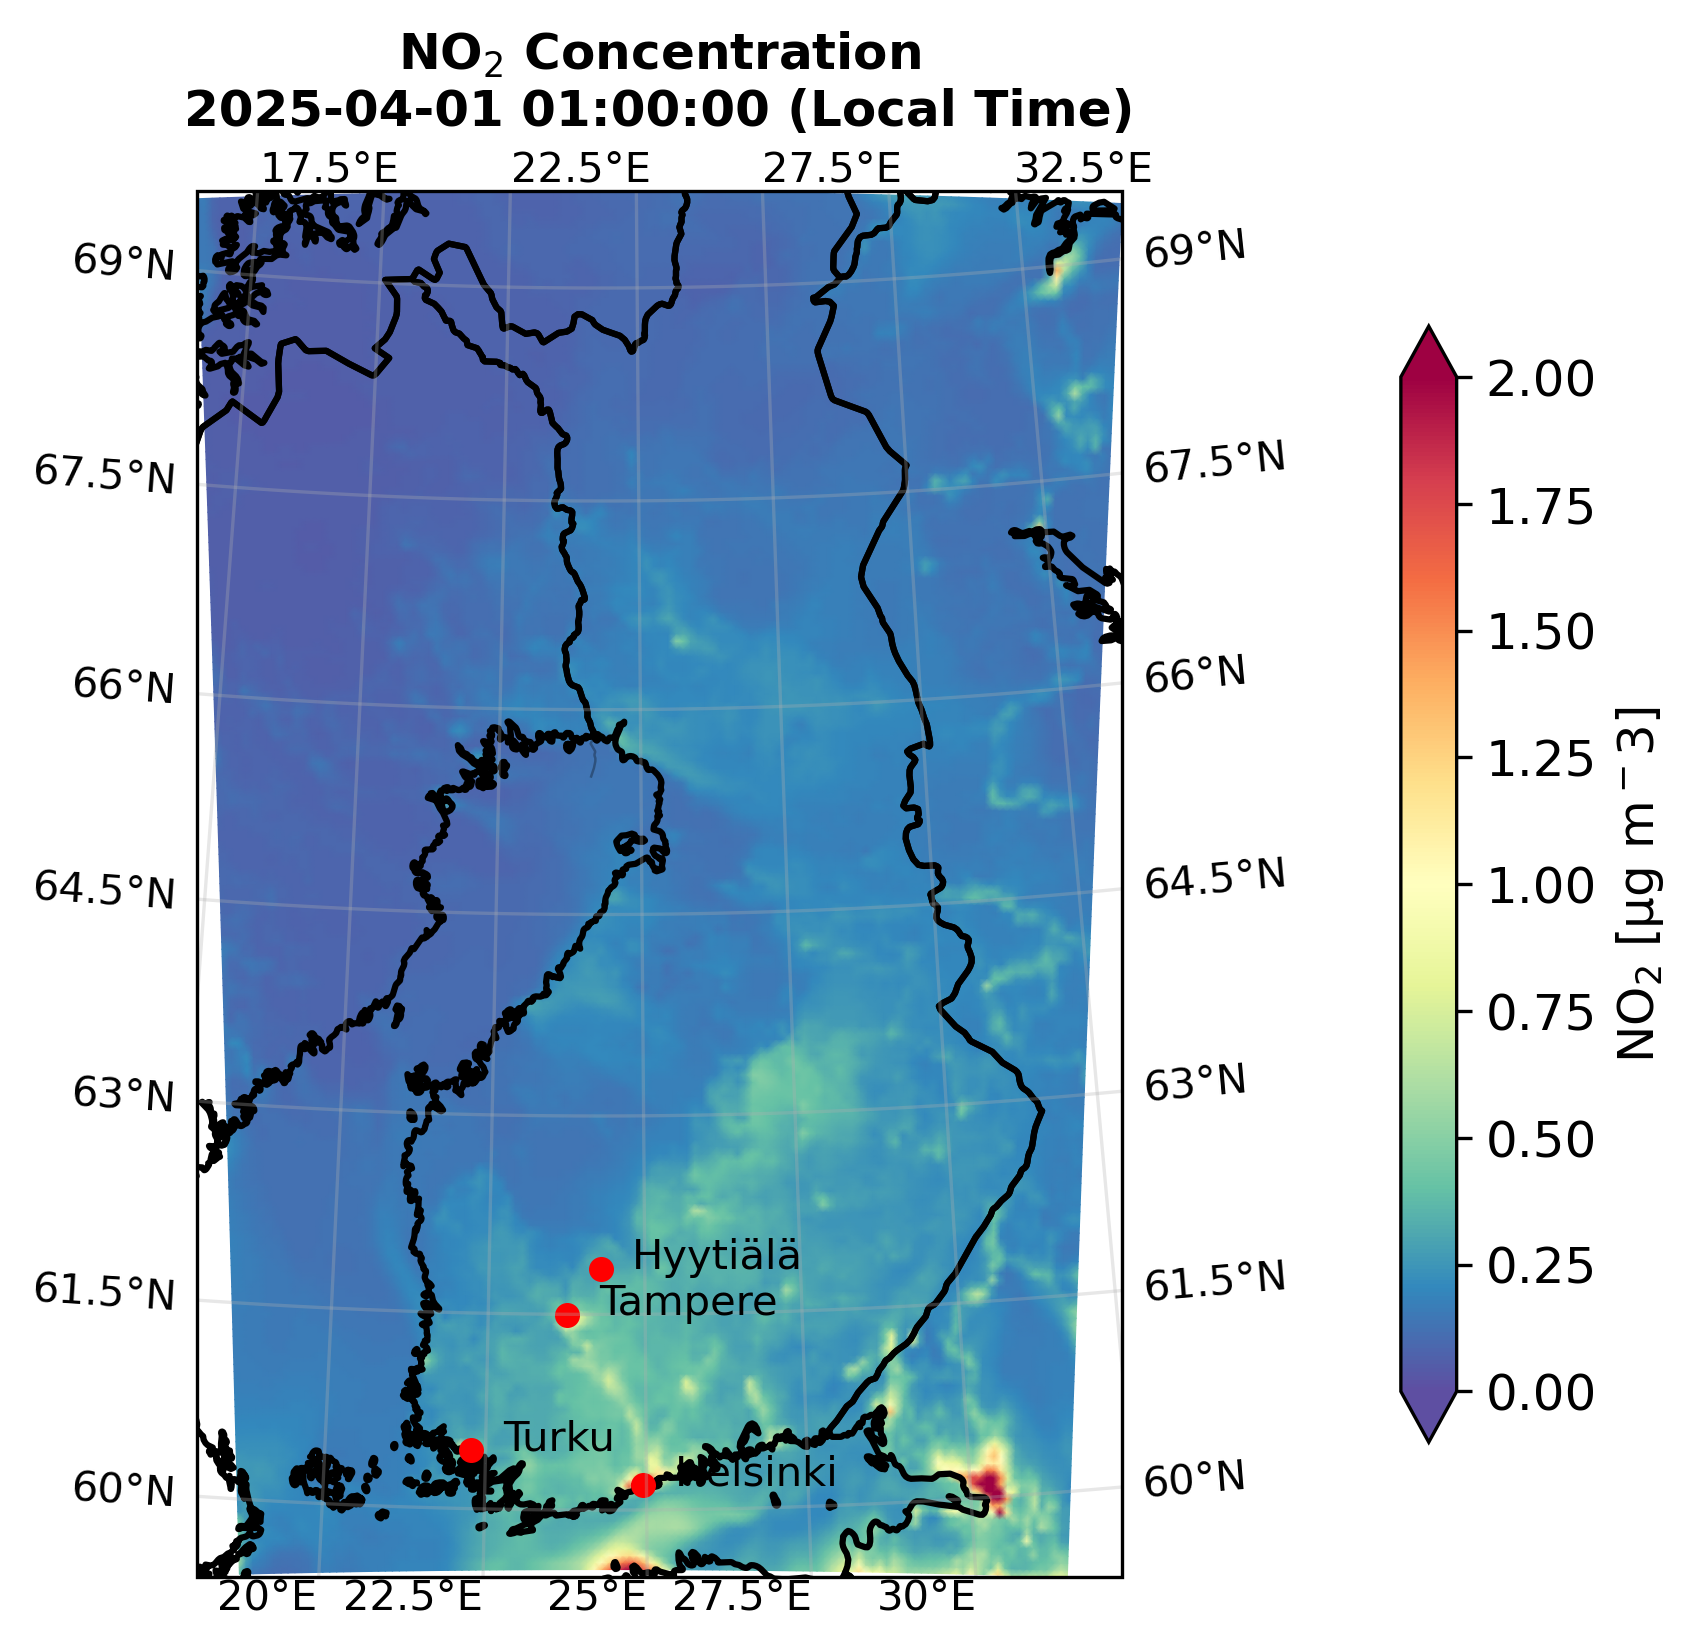 NO₂ Concentration
2025-04-01 01:00:00 (Local Time)
17.5°E 22.5°E 27.5°E 32.5°E
69°N
67.5°N
66°N
64.5°N
63°N
61.5°N
60°N
69°N
67.5°N
66°N
64.5°N
63°N
61.5°N
60°N
Hyytiälä
Tampere
Turku
Helsinki
20°E 22.5°E 25°E 27.5°E 30°E
2.00
1.75
1.50
1.25
1.00
0.75
0.50
0.25
0.00
NO₂ [µg m⁻3]